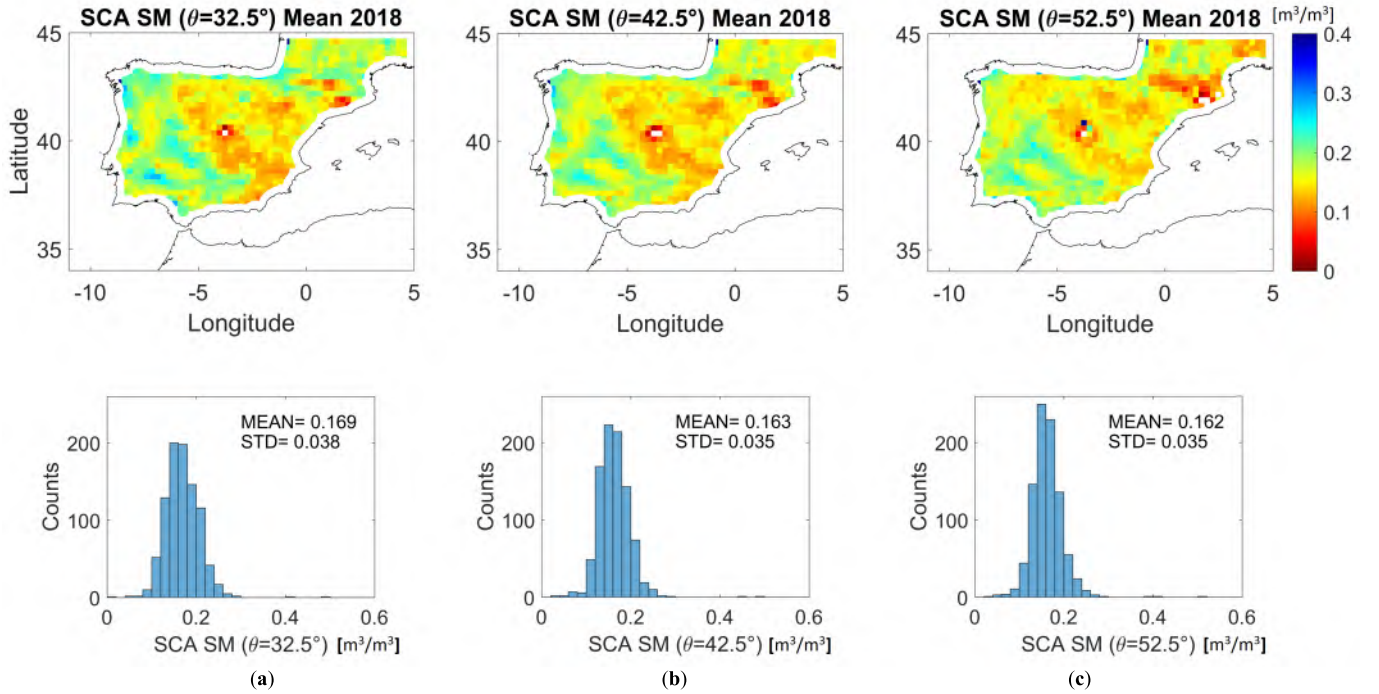 SCA SM (θ=32.5°) Mean 2018
45
40
35
Latitude
-10 -5 0 5
Longitude
SCA SM (θ=42.5°) Mean 2018
45
40
35
-10 -5 0 5
Longitude
SCA SM (θ=52.5°) Mean 2018
45
40
35
-10 -5 0 5
Longitude
[m³/m³]
0.4
0.3
0.2
0.1
0
MEAN= 0.169
STD= 0.038
200
100
0
Counts
0 0.2 0.4 0.6
SCA SM (θ=32.5°) [m³/m³]
(a)
MEAN= 0.163
STD= 0.035
200
100
0
Counts
0 0.2 0.4 0.6
SCA SM (θ=42.5°) [m³/m³]
(b)
MEAN= 0.162
STD= 0.035
200
100
0
Counts
0 0.2 0.4 0.6
SCA SM (θ=52.5°) [m³/m³]
(c)